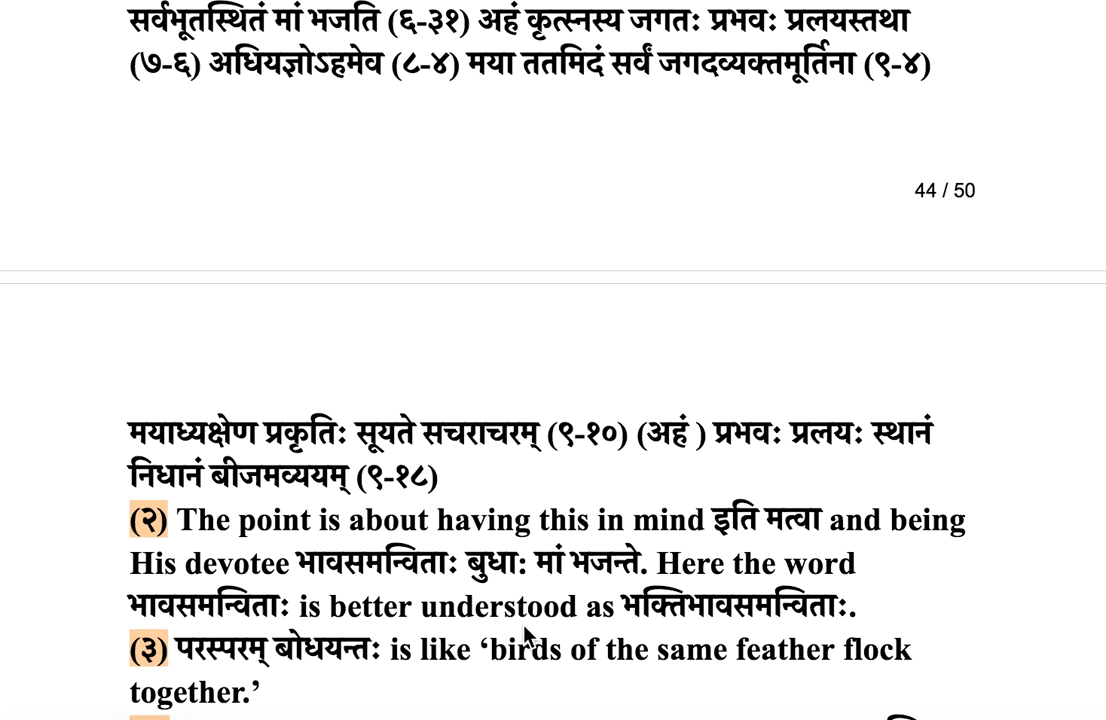 सर्वभूतस्थितं मां भजति (६-३१) अहं कृत्स्नस्य जगतः प्रभवः प्रलयस्तथा
(७-६) अधियज्ञोऽहमेव (८-४) मया ततमिदं सर्वं जगदव्यक्तमूर्तिना (९-४)
44 / 50
मयाध्यक्षेण प्रकृतिः सूयते सचराचरम् (९-१०) (अहं ) प्रभवः प्रलयः स्थानं
निधानं बीजमव्ययम् (९-१८)
(२) The point is about having this in mind इति मत्वा and being
His devotee भावसमन्विताः बुधाः मां भजन्ते. Here the word
भावसमन्विताः is better understood as भक्तिभावसमन्विताः.
(३) परस्परम् बोधयन्तः is like ‘birds of the same feather flock
together.’